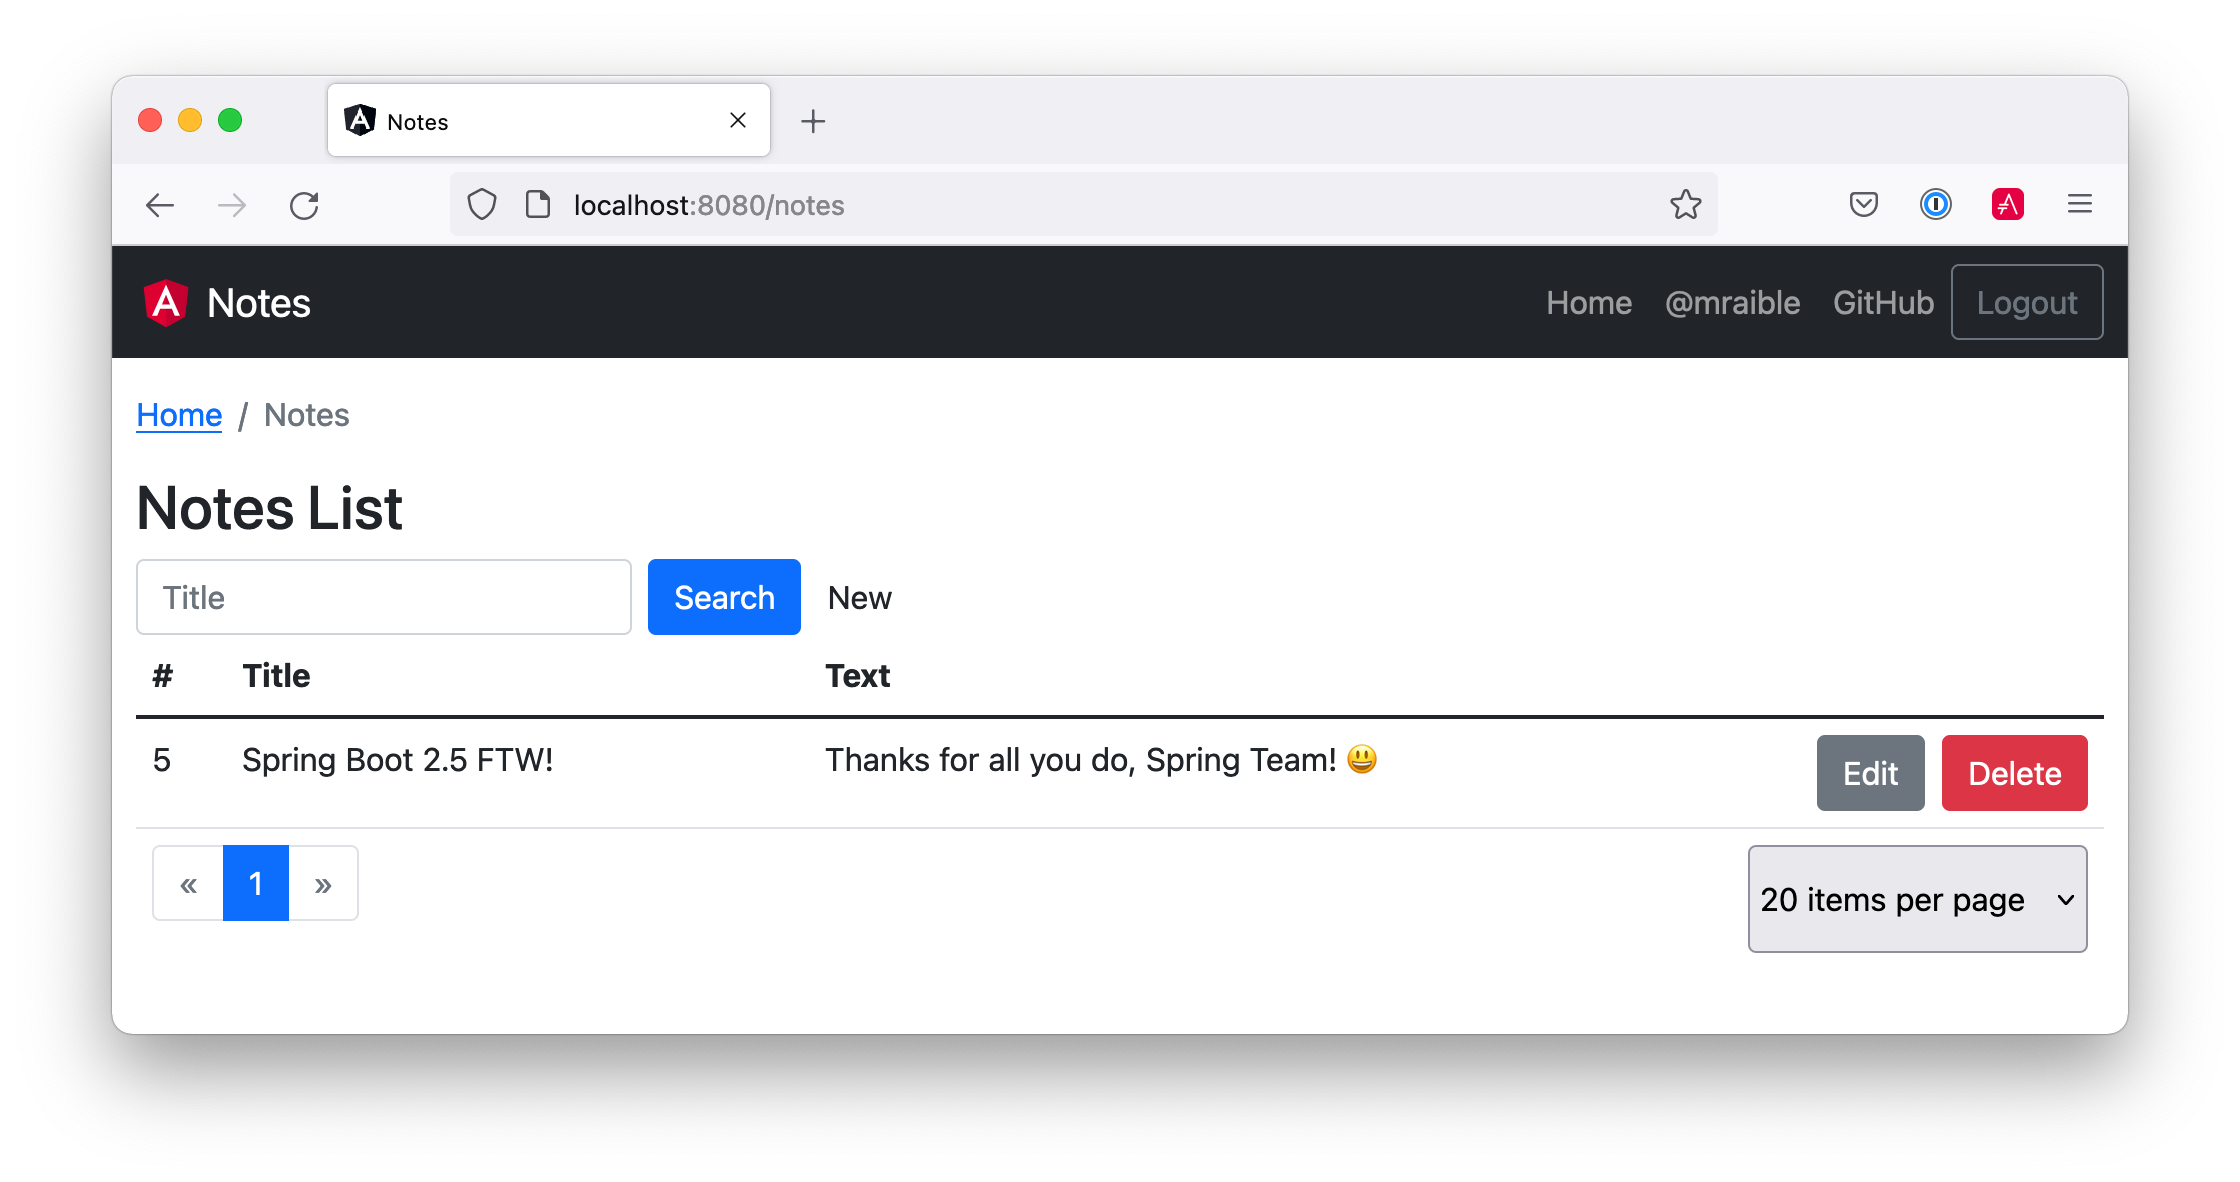 Notes
localhost:8080/notes
Notes Home @mraible GitHub Logout
Home / Notes
Notes List
Title Search New
# Title Text
5 Spring Boot 2.5 FTW! Thanks for all you do, Spring Team! 😃 Edit Delete
« 1 » 20 items per page